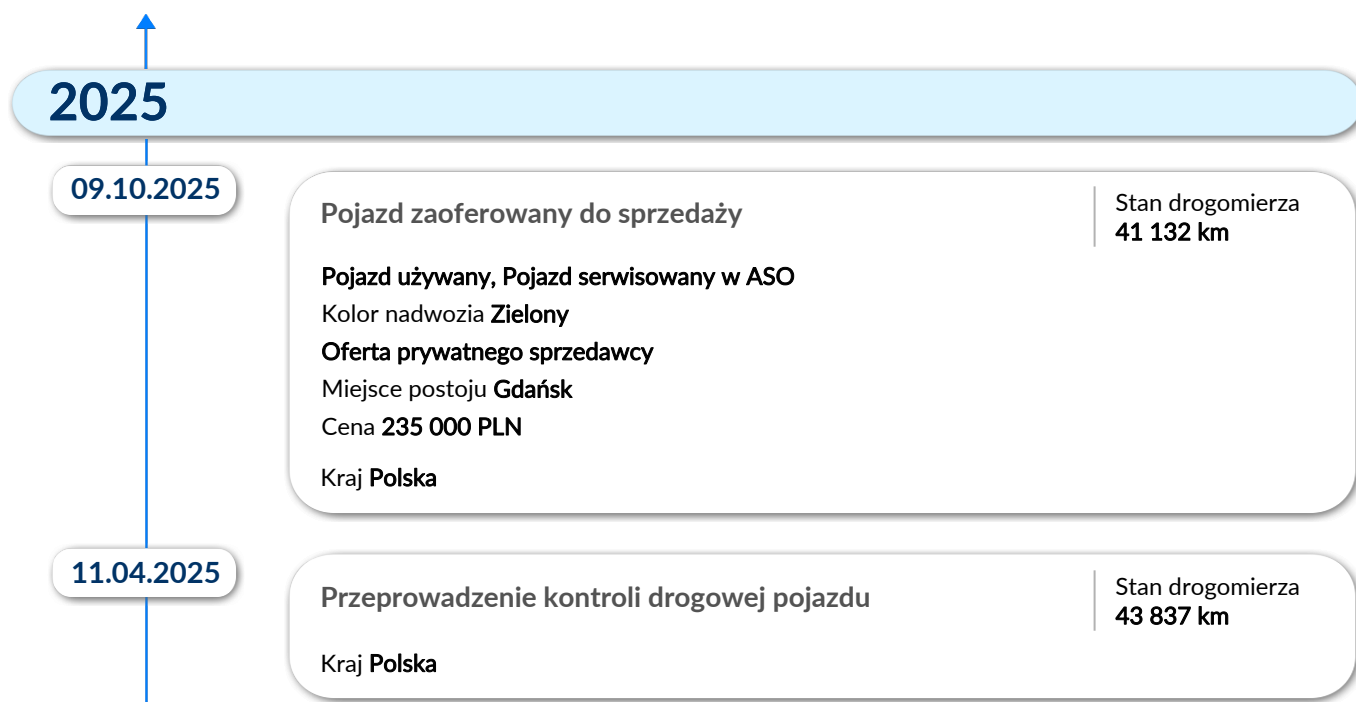 2025
09.10.2025
Pojazd zaoferowany do sprzedaży
Stan drogomierza
41 132 km
Pojazd używany, Pojazd serwisowany w ASO
Kolor nadwozia Zielony
Oferta prywatnego sprzedawcy
Miejsce postoju Gdańsk
Cena 235 000 PLN
Kraj Polska
11.04.2025
Przeprowadzenie kontroli drogowej pojazdu
Stan drogomierza
43 837 km
Kraj Polska